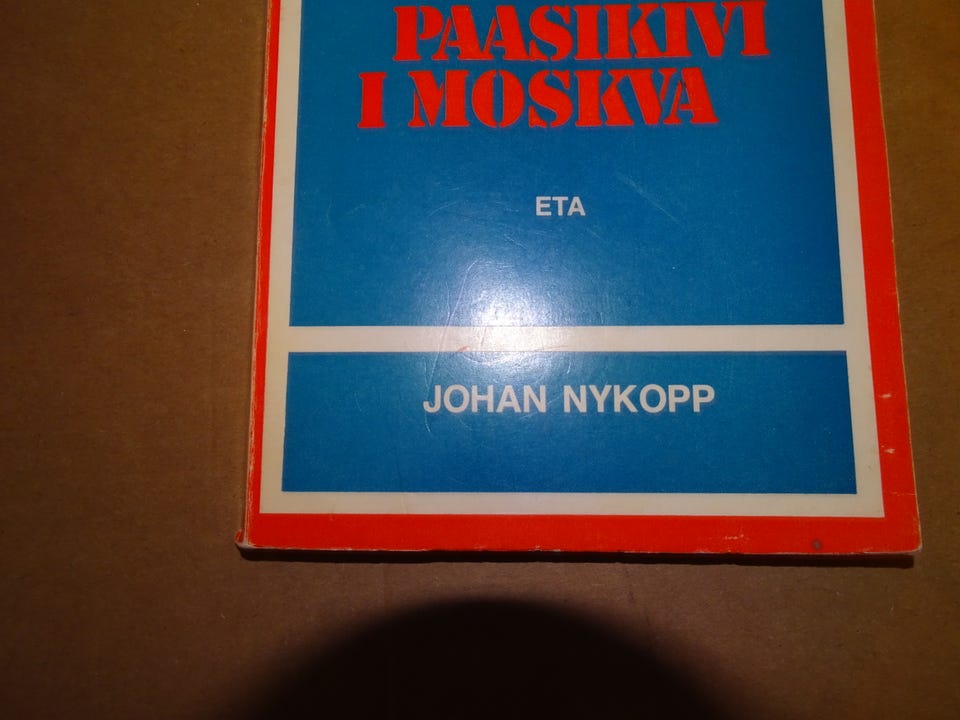 PAASIKIVI
I MOSKVA
ETA
JOHAN NYKOPP